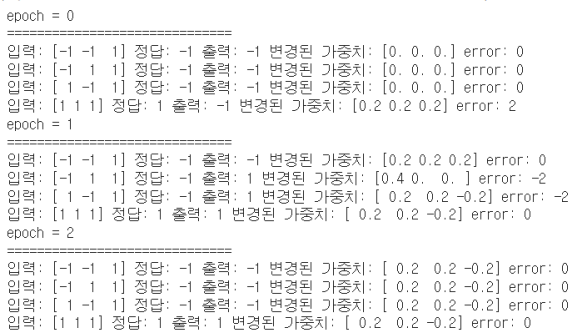 epoch = 0
==============================
입력: [-1 -1  1] 정답: -1 출력: -1 변경된 가중치: [0. 0. 0.] error: 0
입력: [-1  1  1] 정답: -1 출력: -1 변경된 가중치: [0. 0. 0.] error: 0
입력: [ 1 -1  1] 정답: -1 출력: -1 변경된 가중치: [0. 0. 0.] error: 0
입력: [1 1 1] 정답: 1 출력: -1 변경된 가중치: [0.2 0.2 0.2] error: 2
epoch = 1
==============================
입력: [-1 -1  1] 정답: -1 출력: -1 변경된 가중치: [0.2 0.2 0.2] error: 0
입력: [-1  1  1] 정답: -1 출력: 1 변경된 가중치: [0.4 0.  0. ] error: -2
입력: [ 1 -1  1] 정답: -1 출력: 1 변경된 가중치: [ 0.2  0.2 -0.2] error: -2
입력: [1 1 1] 정답: 1 출력: 1 변경된 가중치: [ 0.2  0.2 -0.2] error: 0
epoch = 2
==============================
입력: [-1 -1  1] 정답: -1 출력: -1 변경된 가중치: [ 0.2  0.2 -0.2] error: 0
입력: [-1  1  1] 정답: -1 출력: -1 변경된 가중치: [ 0.2  0.2 -0.2] error: 0
입력: [ 1 -1  1] 정답: -1 출력: -1 변경된 가중치: [ 0.2  0.2 -0.2] error: 0
입력: [1 1 1] 정답: 1 출력: 1 변경된 가중치: [ 0.2  0.2 -0.2] error: 0